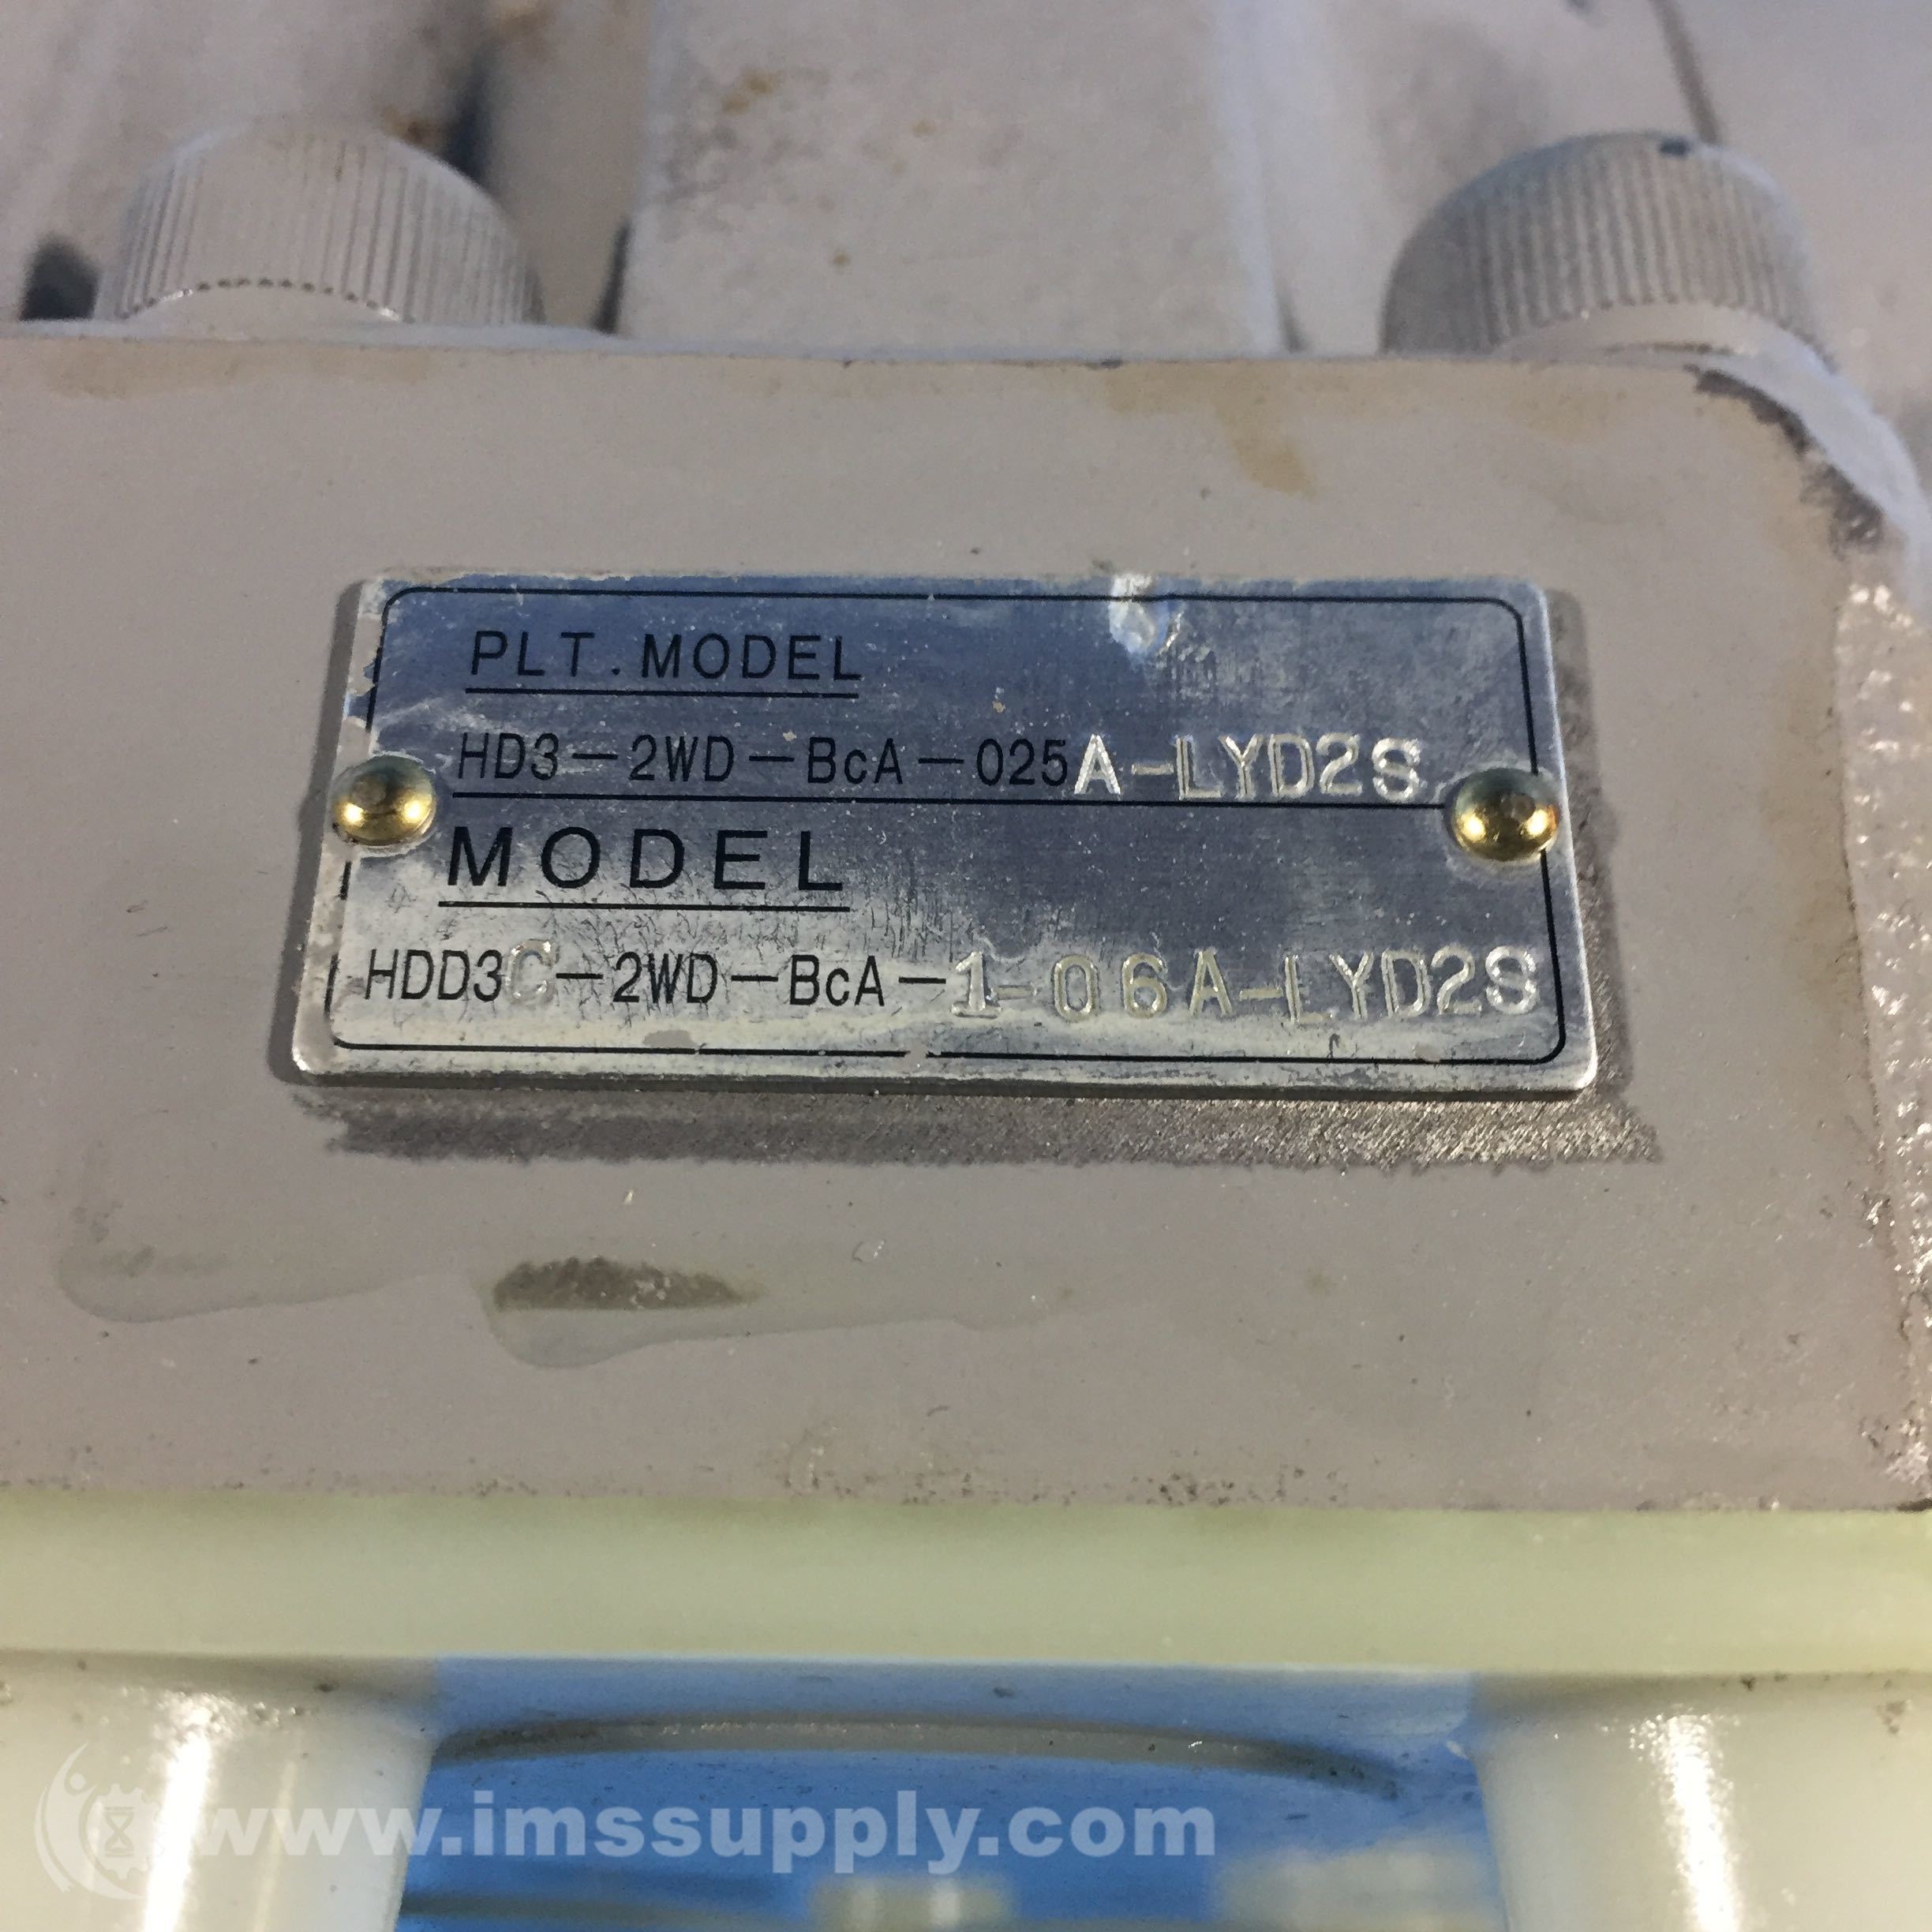 PLT.MODEL
HD3-2WD-BcA-025A-LYD2S
MODEL
HDD3C-2WD-BcA-1-06A-LYD2S
www.imssupply.com